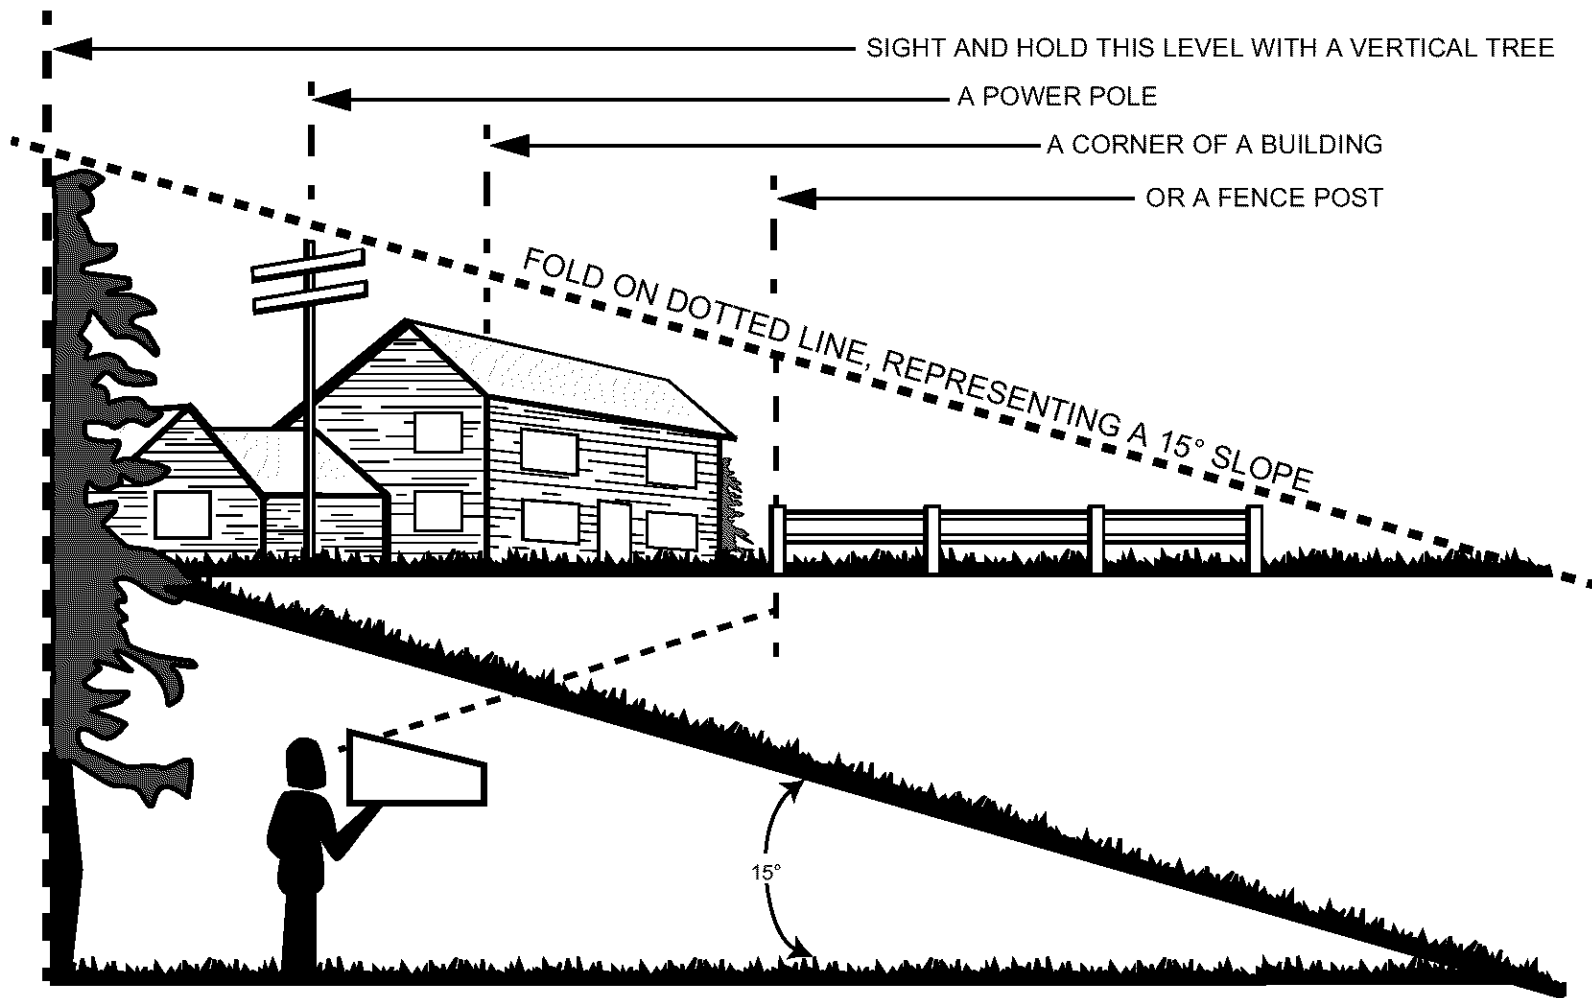 SIGHT AND HOLD THIS LEVEL WITH A VERTICAL TREE
A POWER POLE
A CORNER OF A BUILDING
OR A FENCE POST
FOLD ON DOTTED LINE, REPRESENTING A 15° SLOPE
15°